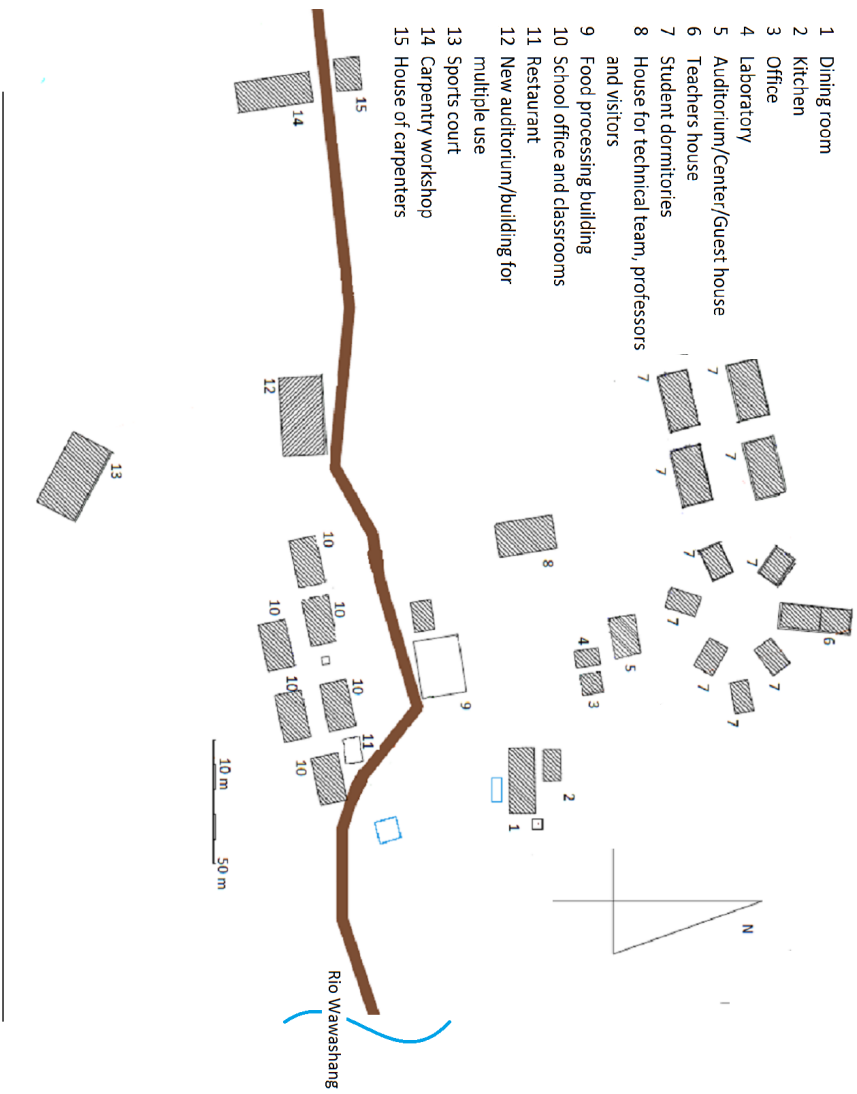 1 Dining room
2 Kitchen
3 Office
4 Laboratory
5 Auditorium/Center/Guest house
6 Teachers house
7 Student dormitories
8 House for technical team, professors
and visitors
9 Food processing building
10 School office and classrooms
11 Restaurant
12 New auditorium/building for
multiple use
13 Sports court
14 Carpentry workshop
15 House of carpenters
6
7
7
N
7
7
7
7
7
7
7
7
5
3
4
2
8
1
9
11
15
10
10
Rio Wawashang
10
10
14
10
10
12
10 m
50 m
13